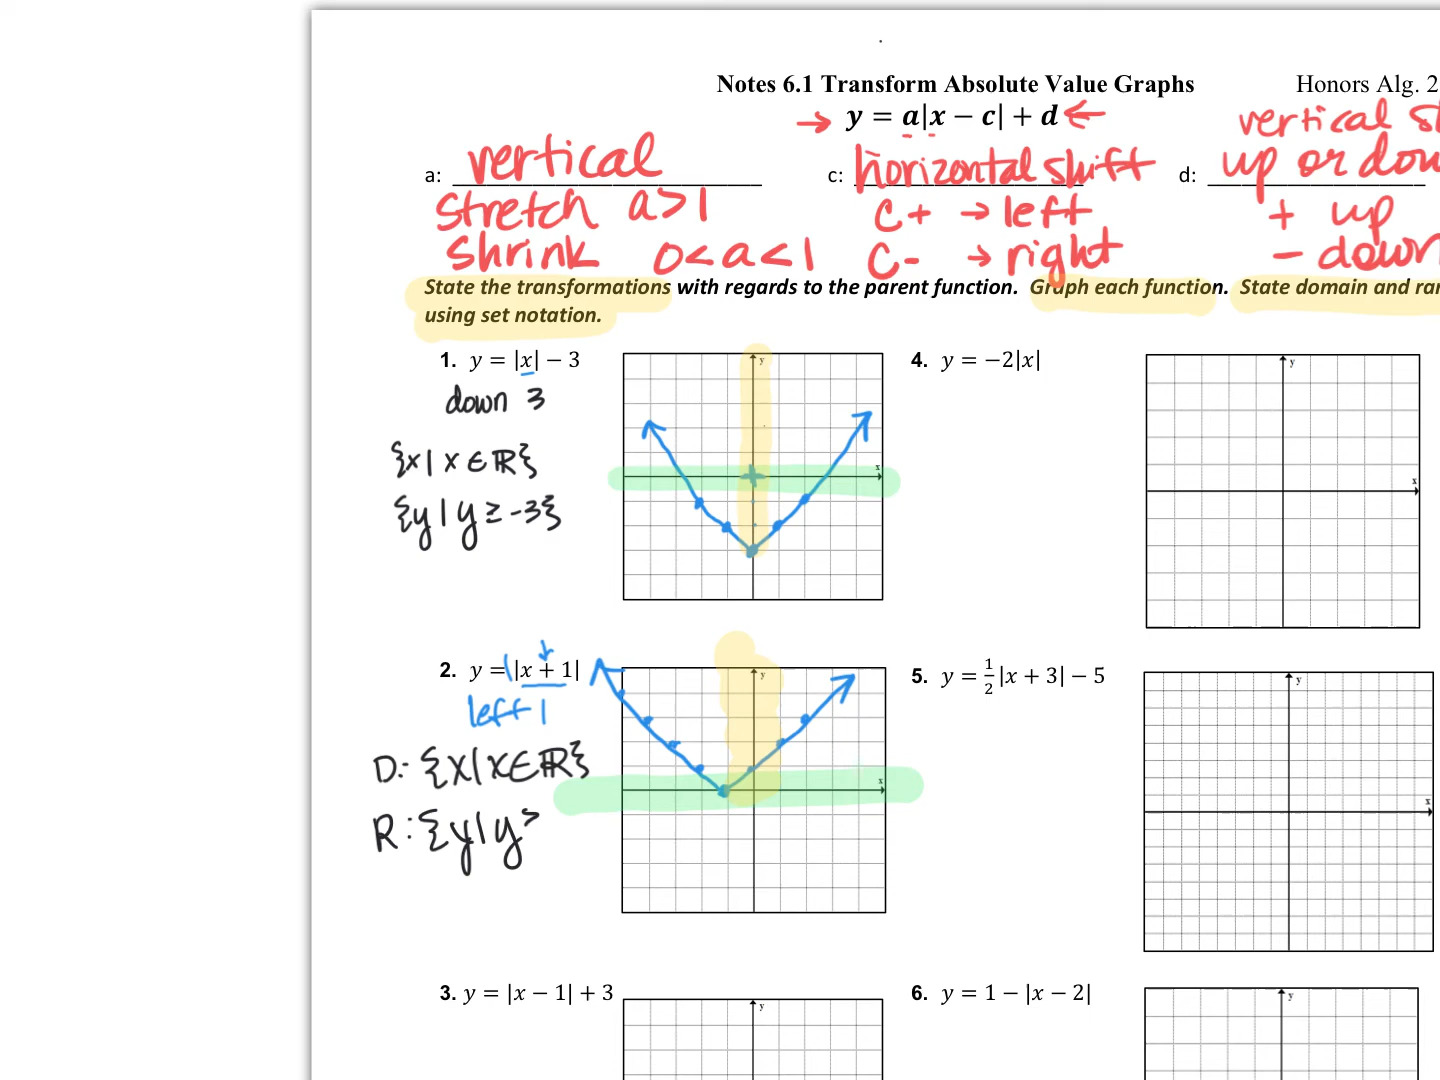 Notes 6.1 Transform Absolute Value Graphs Honors Alg. 2
→ y = a|x − c| + d ←
a: vertical
stretch a>1
shrink 0<a<1
c: horizontal shift
c+ → left
c- → right
d: vertical
up or
+ up
- down
State the transformations with regards to the parent function. Graph each function. State domain and
using set notation.
1. y = |x| − 3
down 3
{x|x∈ℝ}
{y|y≥-3}
y
x
4. y = −2|x|
y
x
2. y = |x + 1|
left 1
D: {x|x∈ℝ}
R: {y|y>
y
x
5. y = 1/2|x + 3| − 5
y
x
3. y = |x − 1| + 3
y
6. y = 1 − |x − 2|
y